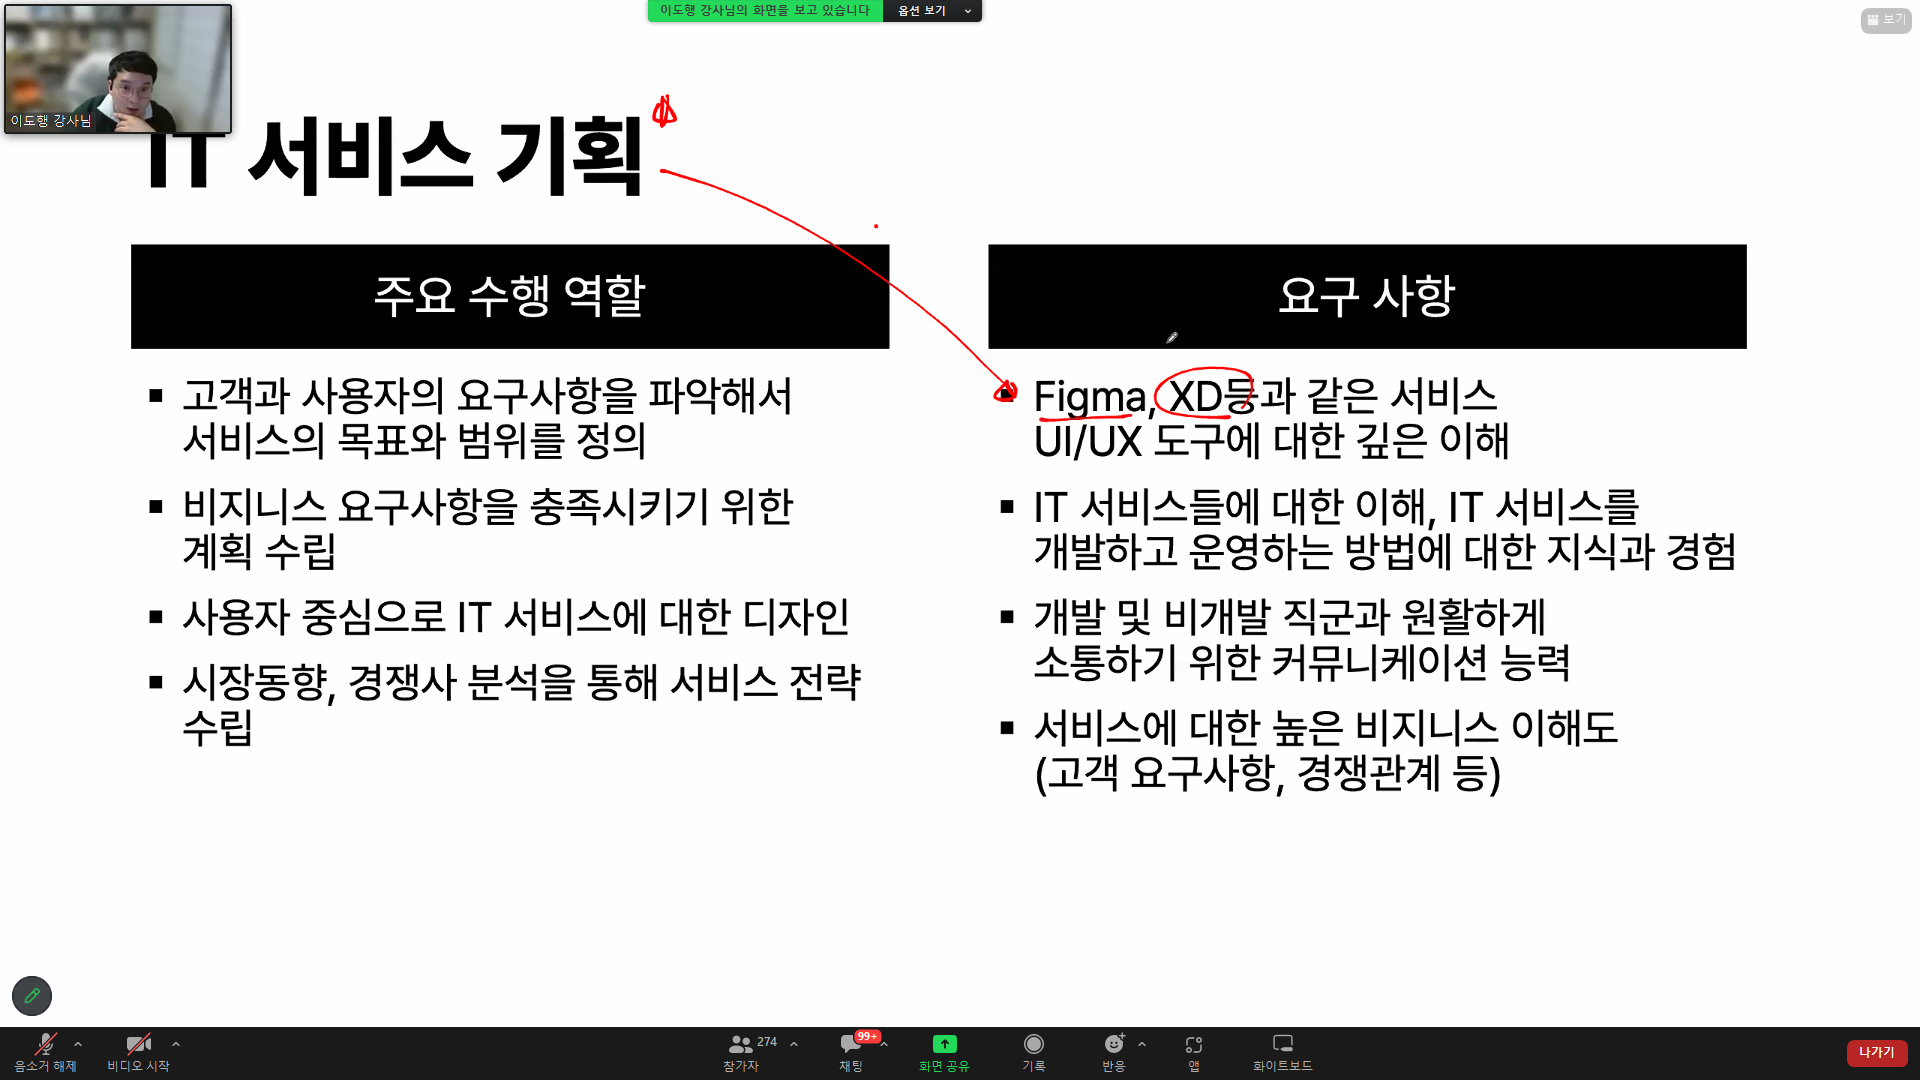 이도행 강사님의 화면을 보고 있습니다 옵션 보기
보기
이도행 강사님
IT 서비스 기획
주요 수행 역할
고객과 사용자의 요구사항을 파악해서
서비스의 목표와 범위를 정의
비지니스 요구사항을 충족시키기 위한
계획 수립
사용자 중심으로 IT 서비스에 대한 디자인
시장동향, 경쟁사 분석을 통해 서비스 전략
수립
요구 사항
Figma, XD등과 같은 서비스
UI/UX 도구에 대한 깊은 이해
IT 서비스들에 대한 이해, IT 서비스를
개발하고 운영하는 방법에 대한 지식과 경험
개발 및 비개발 직군과 원활하게
소통하기 위한 커뮤니케이션 능력
서비스에 대한 높은 비지니스 이해도
(고객 요구사항, 경쟁관계 등)
274
99+
음소거 해제 비디오 시작 참가자 채팅 화면 공유 기록 반응 앱 화이트보드 나가기